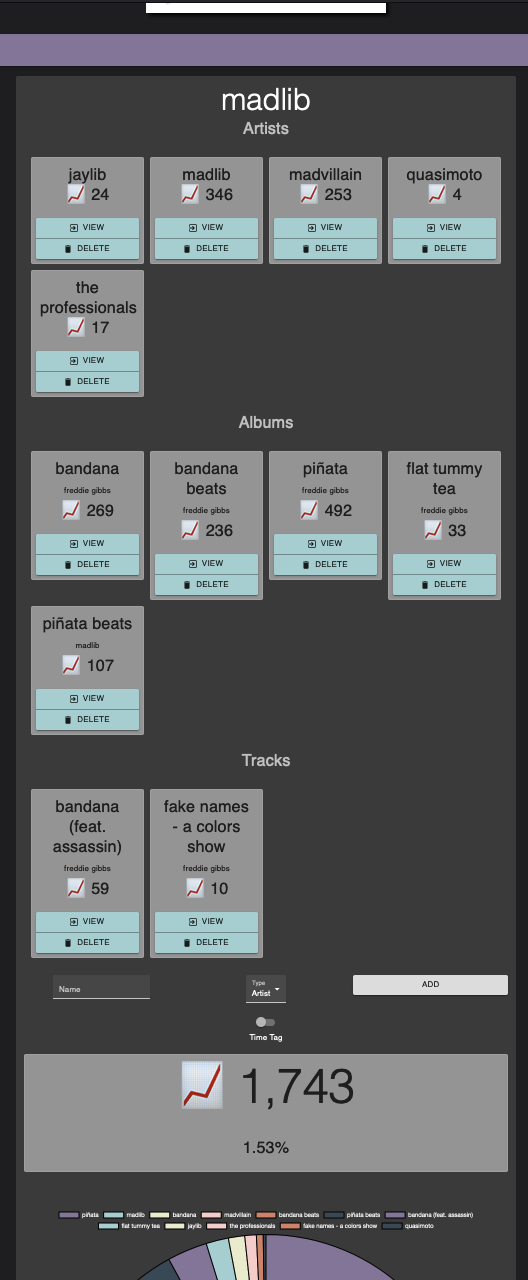 madlib
Artists
jaylib
24
VIEW
DELETE
madlib
346
VIEW
DELETE
madvillain
253
VIEW
DELETE
quasimoto
4
VIEW
DELETE
the
professionals
17
VIEW
DELETE
Albums
bandana
freddie gibbs
269
VIEW
DELETE
bandana
beats
freddie gibbs
236
VIEW
DELETE
piñata
freddie gibbs
492
VIEW
DELETE
flat tummy
tea
freddie gibbs
33
VIEW
DELETE
piñata beats
madlib
107
VIEW
DELETE
Tracks
bandana
(feat.
assassin)
freddie gibbs
59
VIEW
DELETE
fake names
- a colors
show
freddie gibbs
10
VIEW
DELETE
Name
Type
Artist
ADD
Time Tag
1,743
1.53%
piñata madlib bandana madvillain bandana beats piñata beats bandana (feat. assassin)
flat tummy tea jaylib the professionals fake names - a colors show quasimoto